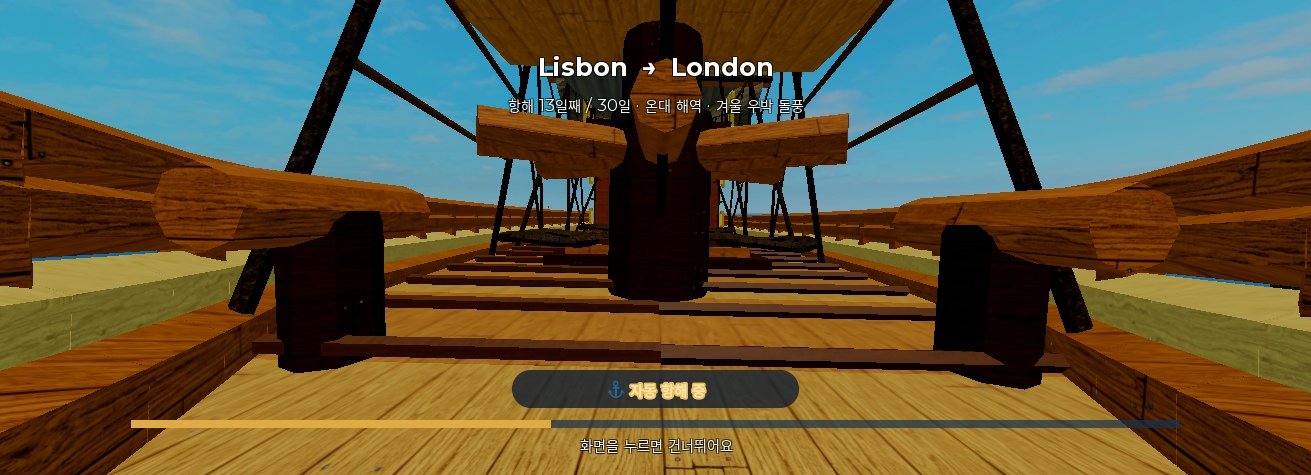 Lisbon → London
항해 13일째 / 30일 · 온대 해역 · 겨울 우박 돌풍
⚓ 자동 항해 중
화면을 누르면 건너뛰어요